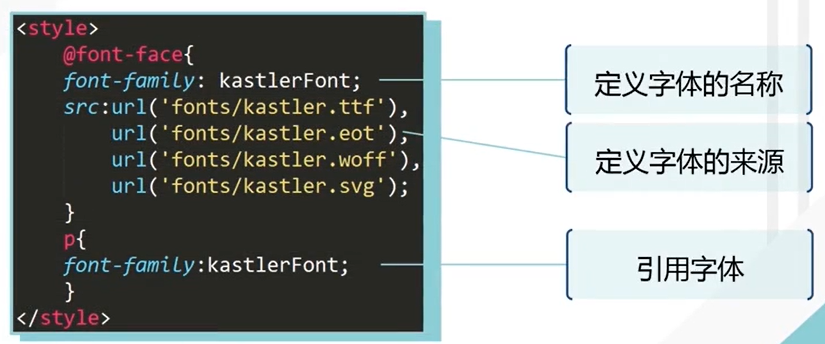 <style>
@font-face{
font-family: kastlerFont;
src:url('fonts/kastler.ttf'),
url('fonts/kastler.eot'),
url('fonts/kastler.woff'),
url('fonts/kastler.svg');
}
p{
font-family:kastlerFont;
}
</style>
定义字体的名称
定义字体的来源
引用字体